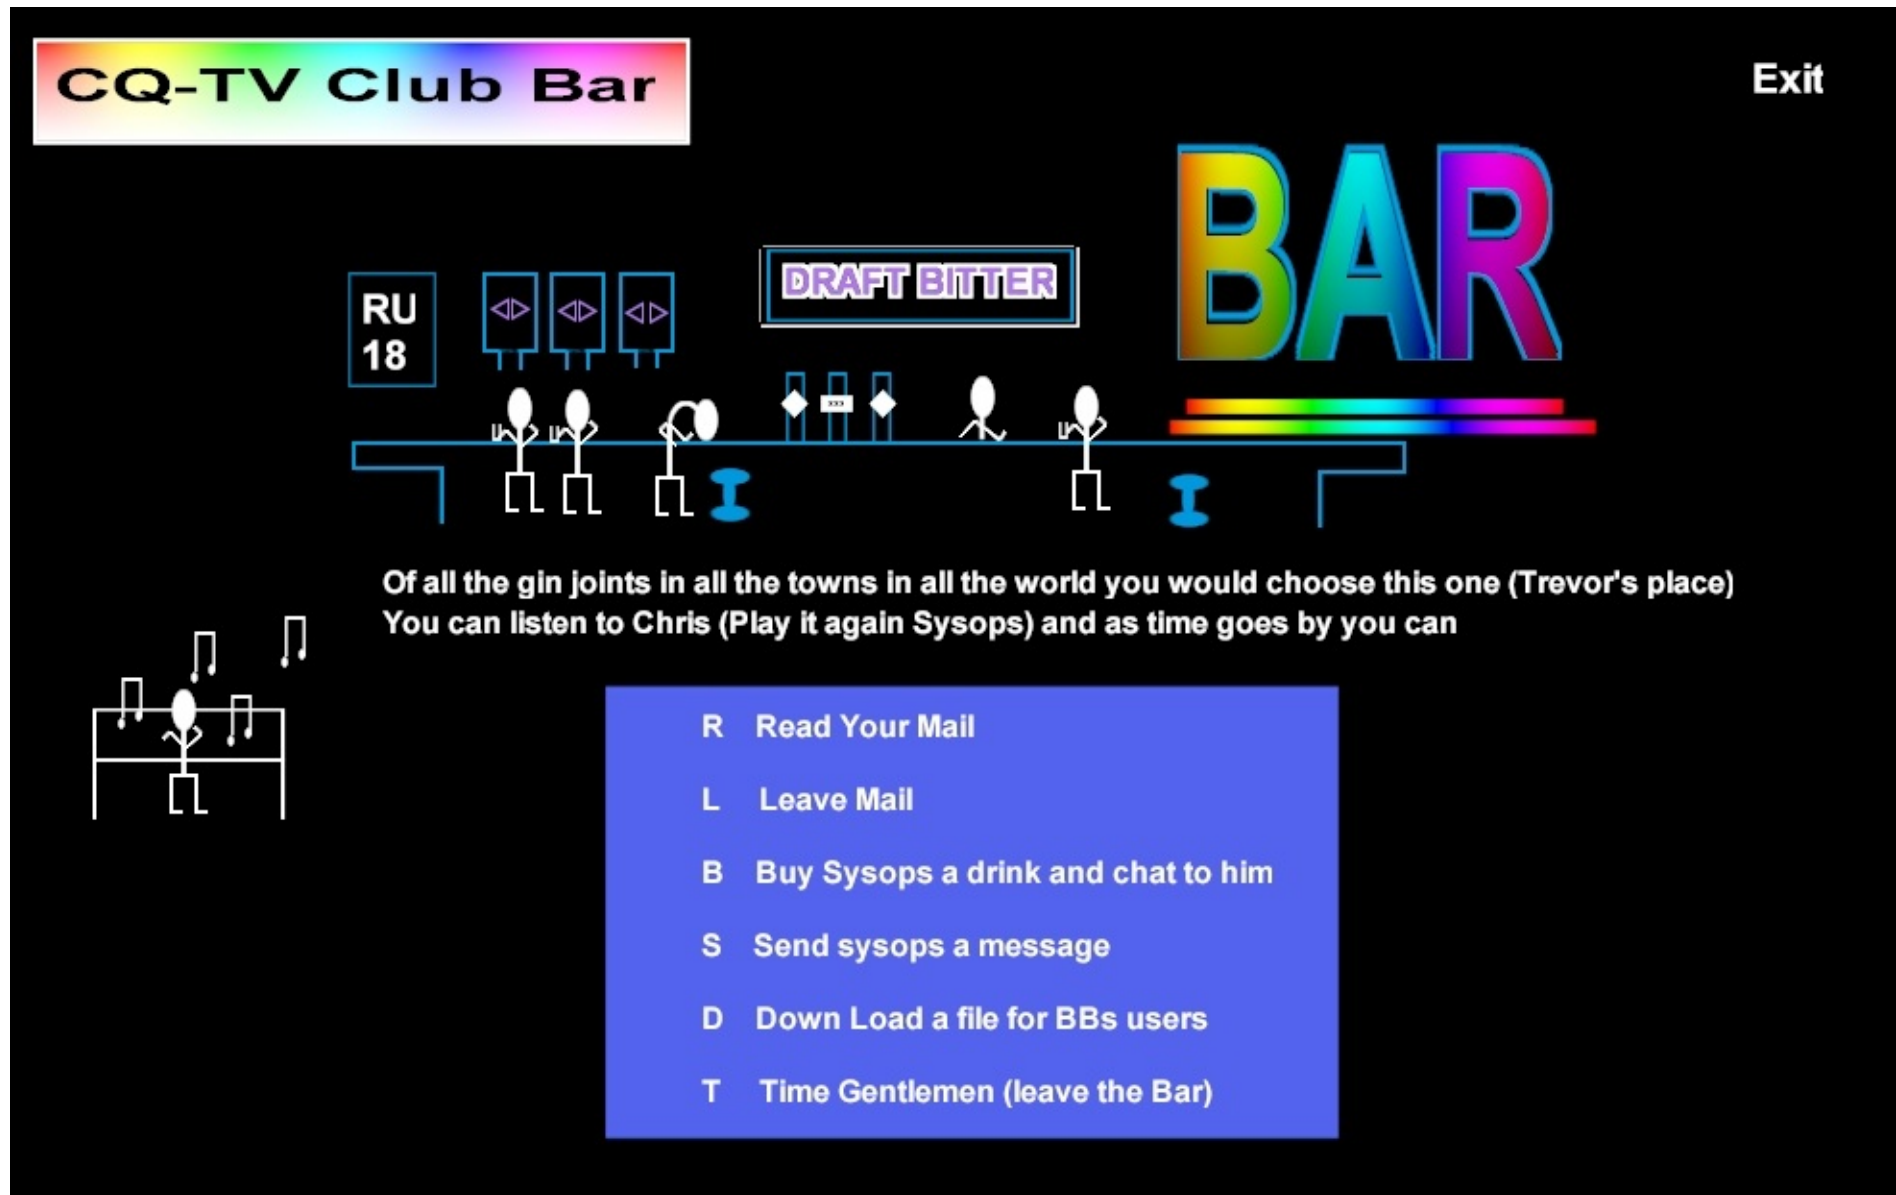 CQ-TV Club Bar
Exit
BAR
DRAFT BITTER
RU
18
Of all the gin joints in all the towns in all the world you would choose this one (Trevor's place)
You can listen to Chris (Play it again Sysops) and as time goes by you can
R Read Your Mail
L Leave Mail
B Buy Sysops a drink and chat to him
S Send sysops a message
D Down Load a file for BBs users
T Time Gentlemen (leave the Bar)